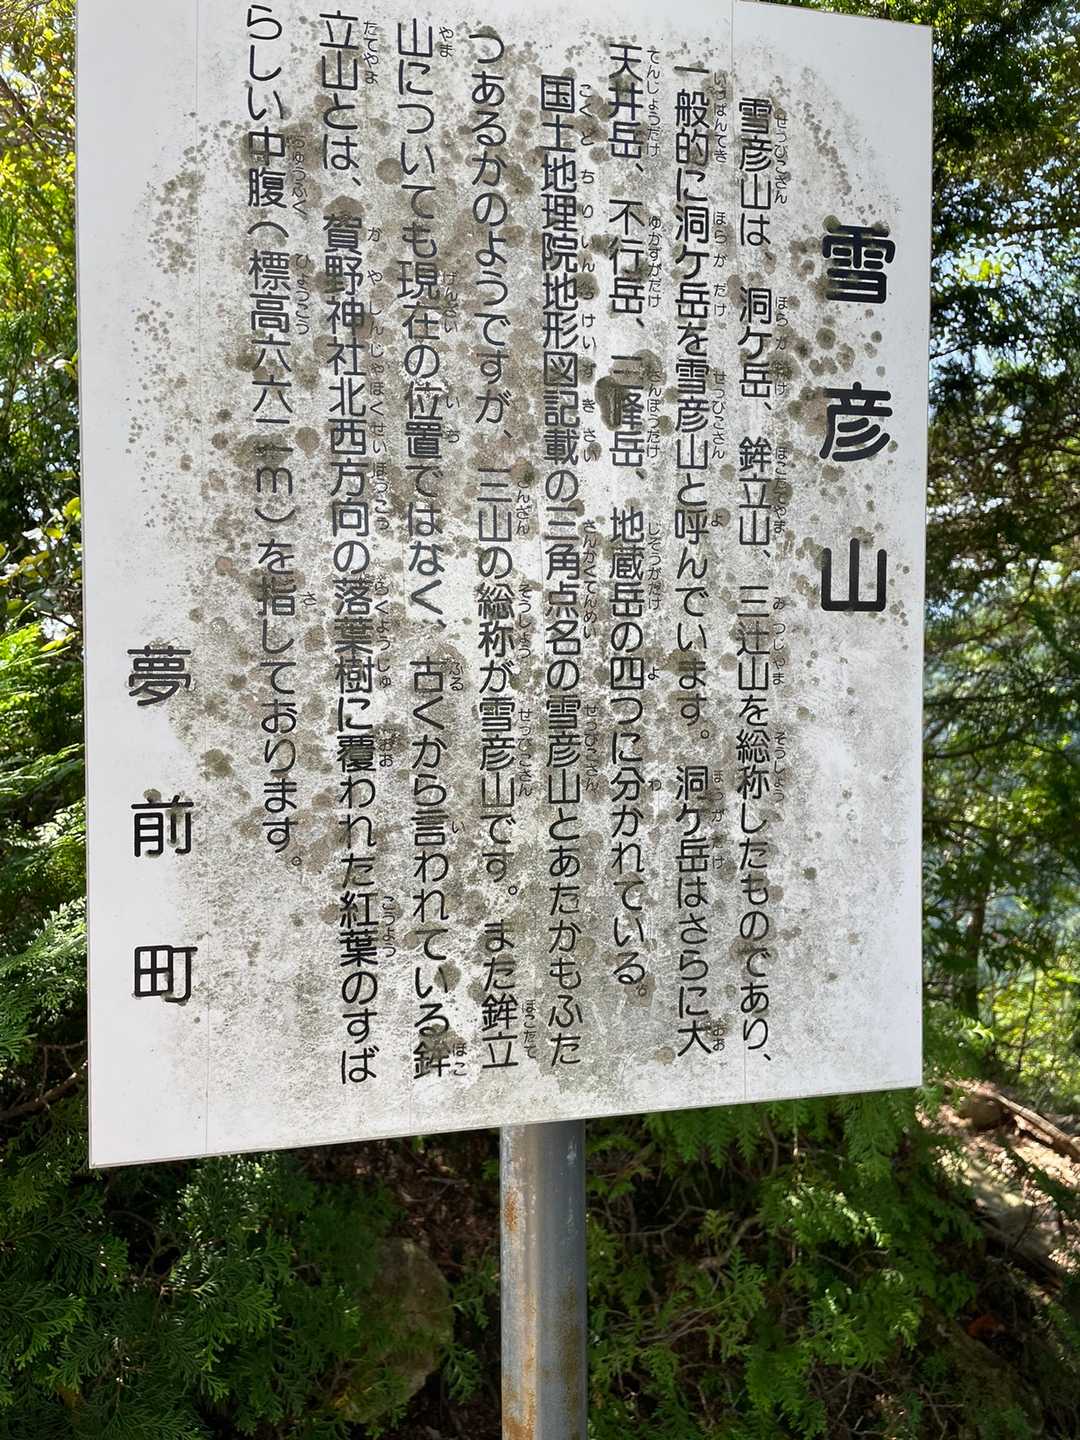 雪彦山
雪彦山は、洞ケ岳、鉾立山、三辻山を総称したものであり、
一般的に洞ケ岳を雪彦山と呼んでいます。洞ケ岳はさらに大
天井岳、不行岳、三峰岳、地蔵岳の四つに分かれている。
国土地理院地形図記載の三角点名の雪彦山とあたかもふた
つあるかのようですが、三山の総称が雪彦山です。また鉾立
山についても現在の位置ではなく、古くから言われている鉾
立山とは、賀野神社北西方向の落葉樹に覆われた紅葉のすば
らしい中腹(標高六六二m)を指しております。
夢前町